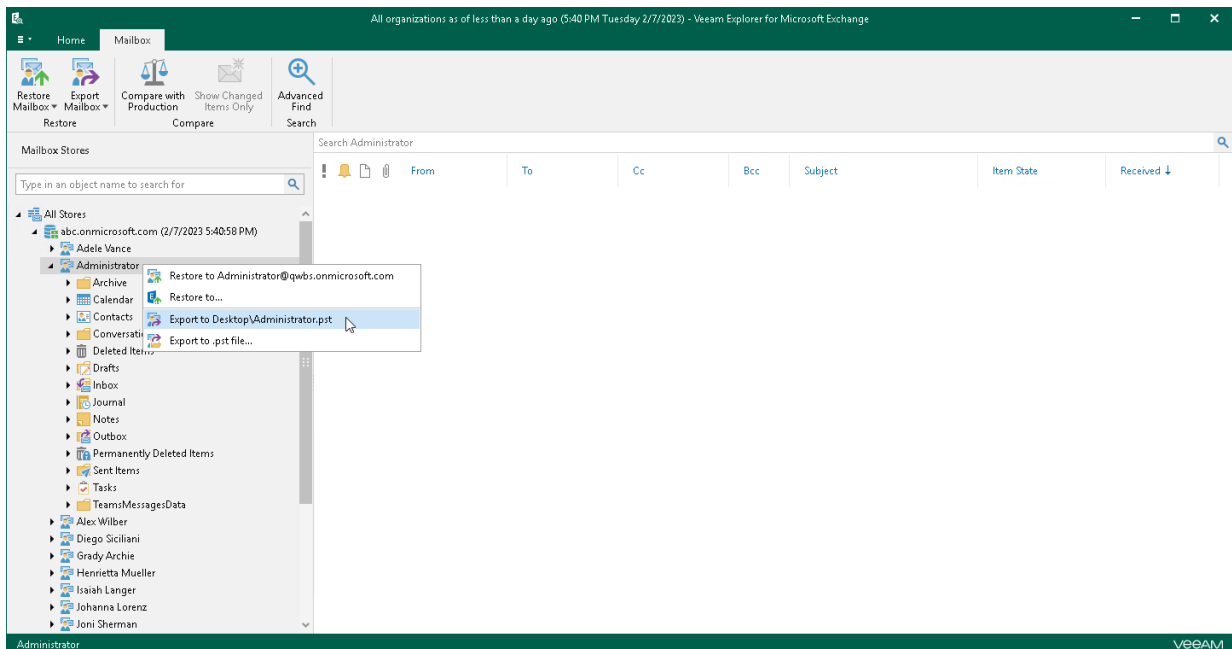 All organizations as of less than a day ago (5:40 PM Tuesday 2/7/2023) - Veeam Explorer for Microsoft Exchange
Home Mailbox
Restore Mailbox
Export Mailbox
Compare with Production
Show Changed Items Only
Advanced Find
Restore Compare Search
Mailbox Stores
Search Administrator
From To Cc Bcc Subject Item State Received
Type in an object name to search for
All Stores
abc.onmicrosoft.com (2/7/2023 5:40:58 PM)
Adele Vance
Administrator
Restore to Administrator@qwbs.onmicrosoft.com
Restore to...
Export to Desktop\Administrator.pst
Export to .pst file...
Archive
Calendar
Contacts
Conversati
Deleted Items
Drafts
Inbox
Journal
Notes
Outbox
Permanently Deleted Items
Sent Items
Tasks
TeamsMessagesData
Alex Wilber
Diego Siciliani
Grady Archie
Henrietta Mueller
Isaiah Langer
Johanna Lorenz
Joni Sherman
Administrator
veeAM